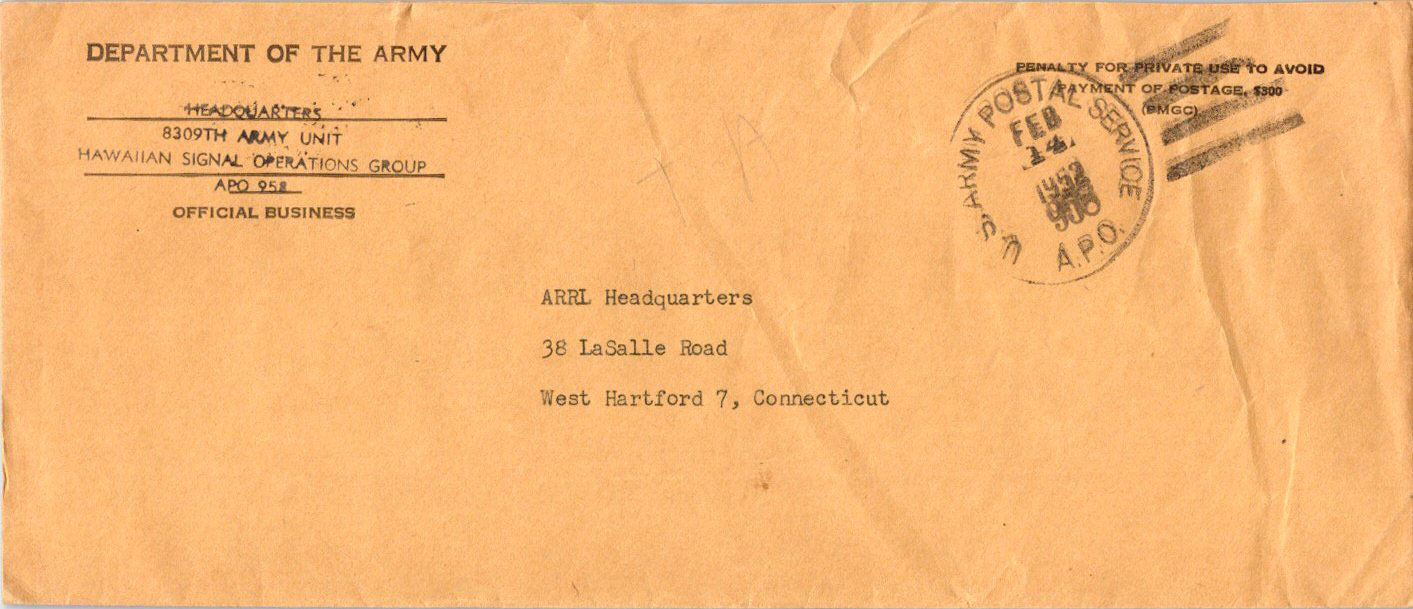 DEPARTMENT OF THE ARMY
HEADQUARTERS
8309TH ARMY UNIT
HAWAIIAN SIGNAL OPERATIONS GROUP
APO 958
OFFICIAL BUSINESS
PENALTY FOR PRIVATE USE TO AVOID
PAYMENT OF POSTAGE, $300
(PMGC)
U.S. ARMY POSTAL SERVICE
FEB
14
1952
A.P.O.
ARRL Headquarters
38 LaSalle Road
West Hartford 7, Connecticut